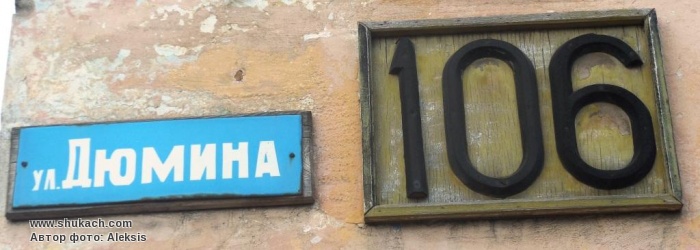 ул. Дюмина
106
www.shukach.com
Автор фото: Aleksis